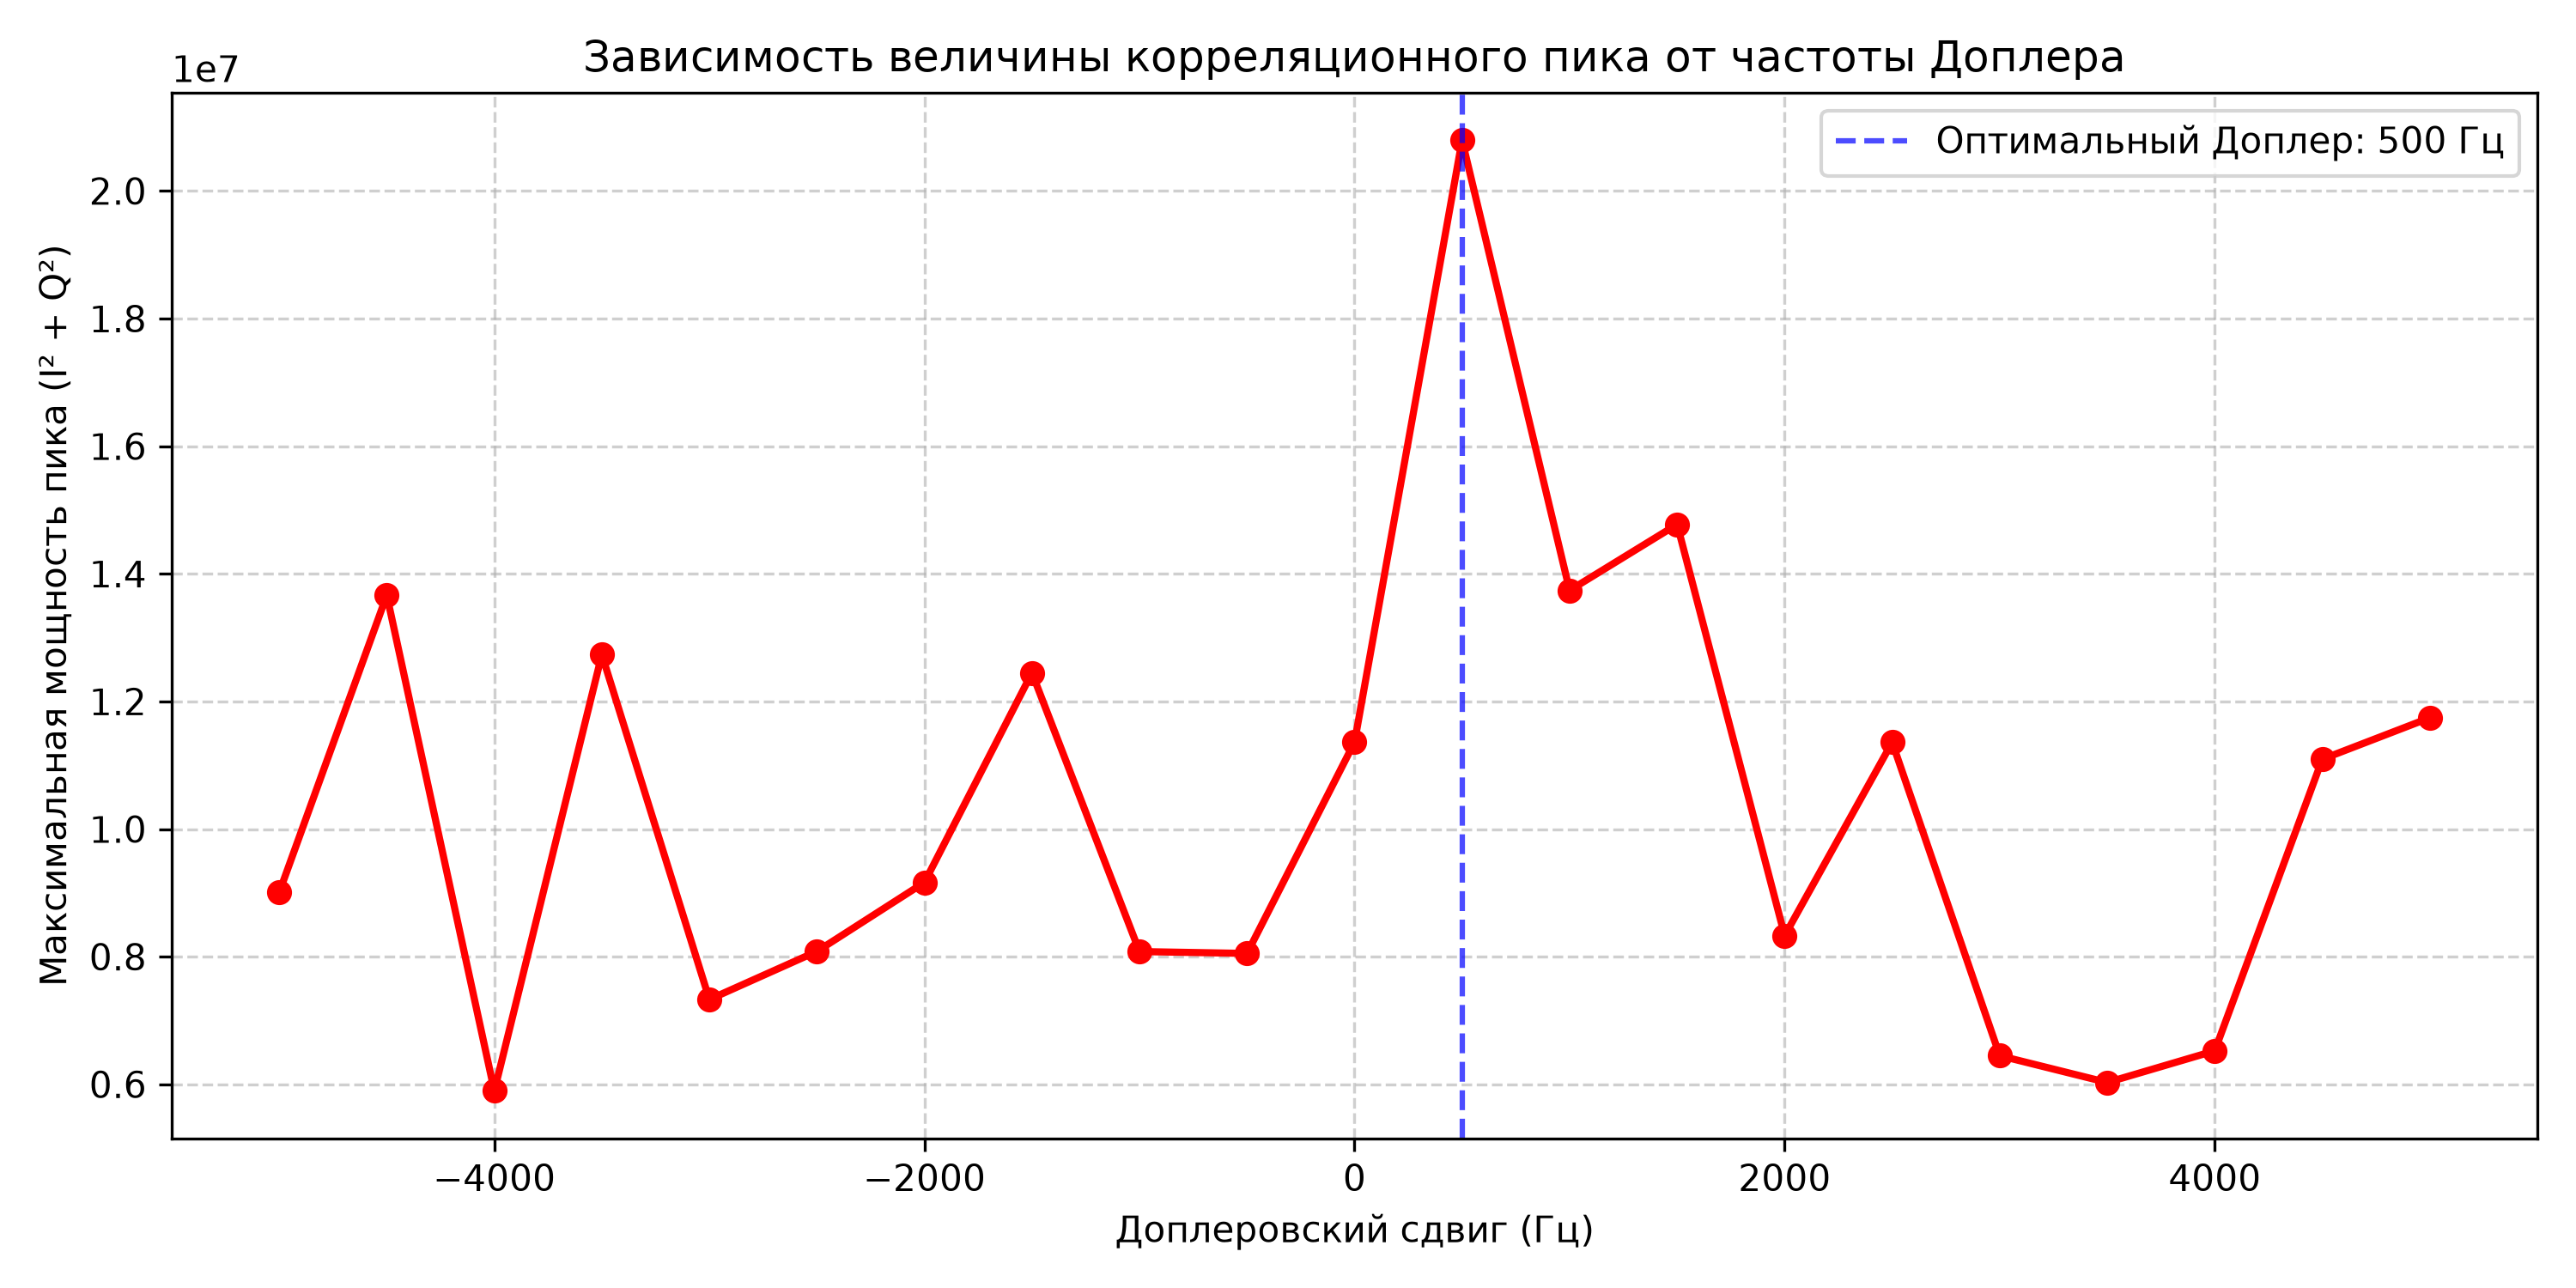 Зависимость величины корреляционного пика от частоты Доплера
1e7
Оптимальный Доплер: 500 Гц
Максимальная мощность пика (I² + Q²)
2.0
1.8
1.6
1.4
1.2
1.0
0.8
0.6
−4000
−2000
0
2000
4000
Доплеровский сдвиг (Гц)